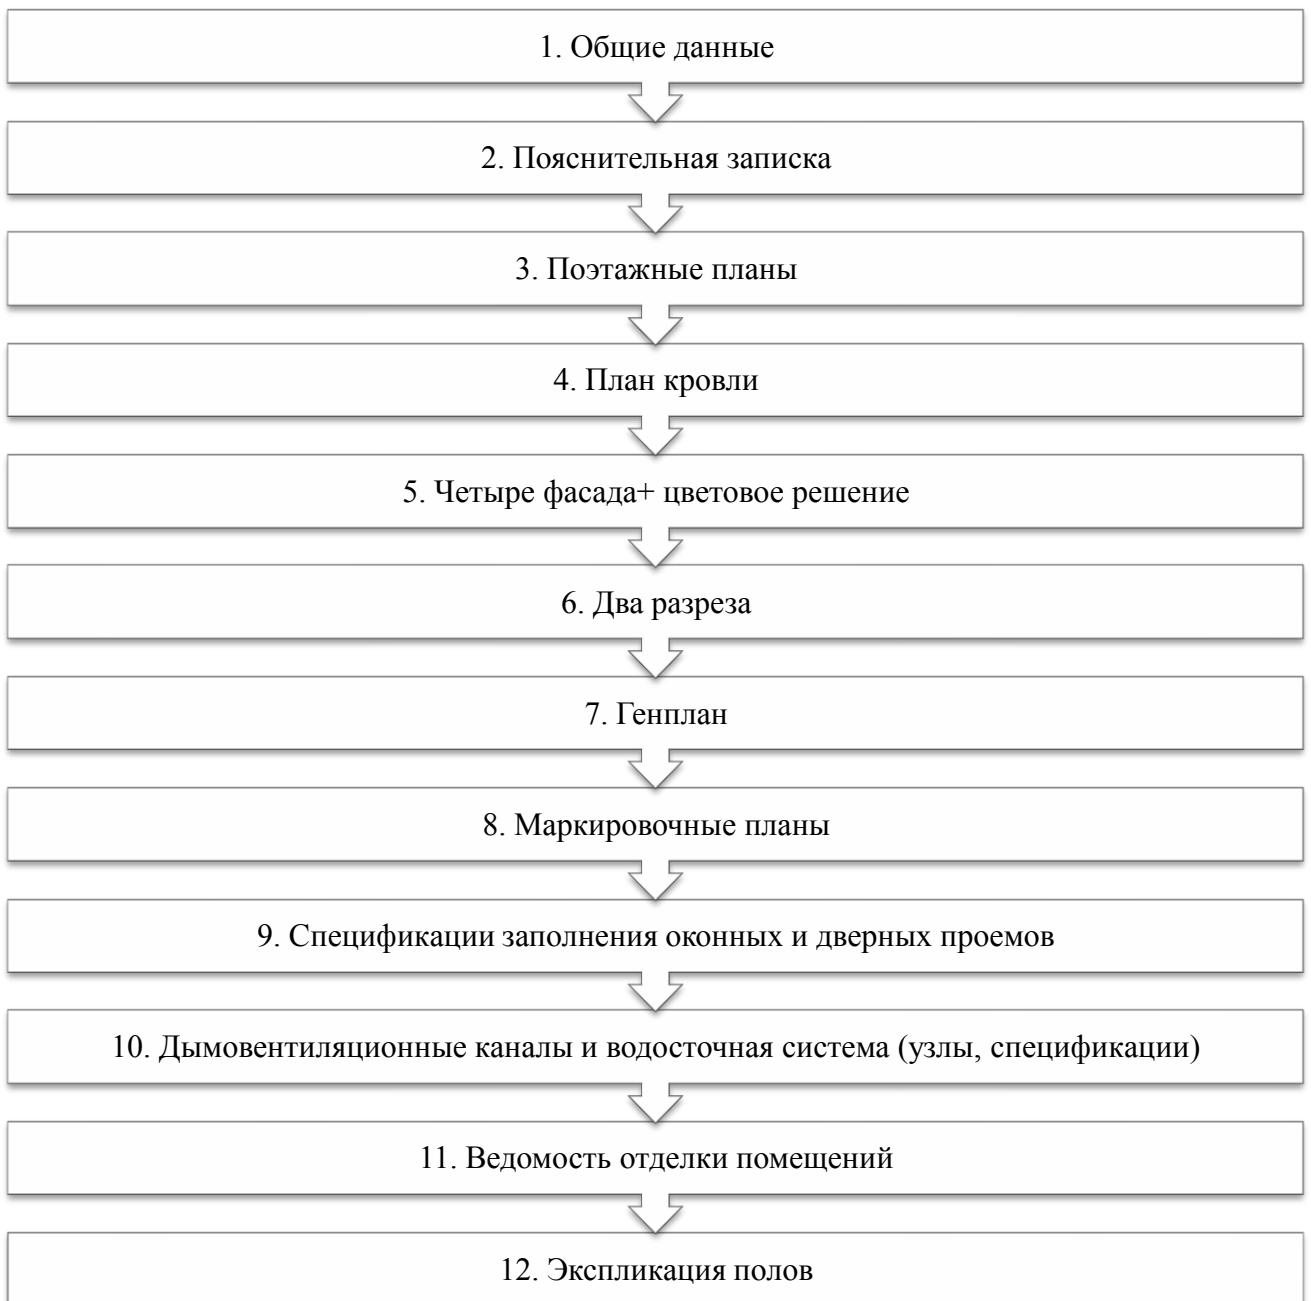 1. Общие данные
2. Пояснительная записка
3. Поэтажные планы
4. План кровли
5. Четыре фасада+ цветовое решение
6. Два разреза
7. Генплан
8. Маркировочные планы
9. Спецификации заполнения оконных и дверных проемов
10. Дымовентиляционные каналы и водосточная система (узлы, спецификации)
11. Ведомость отделки помещений
12. Экспликация полов